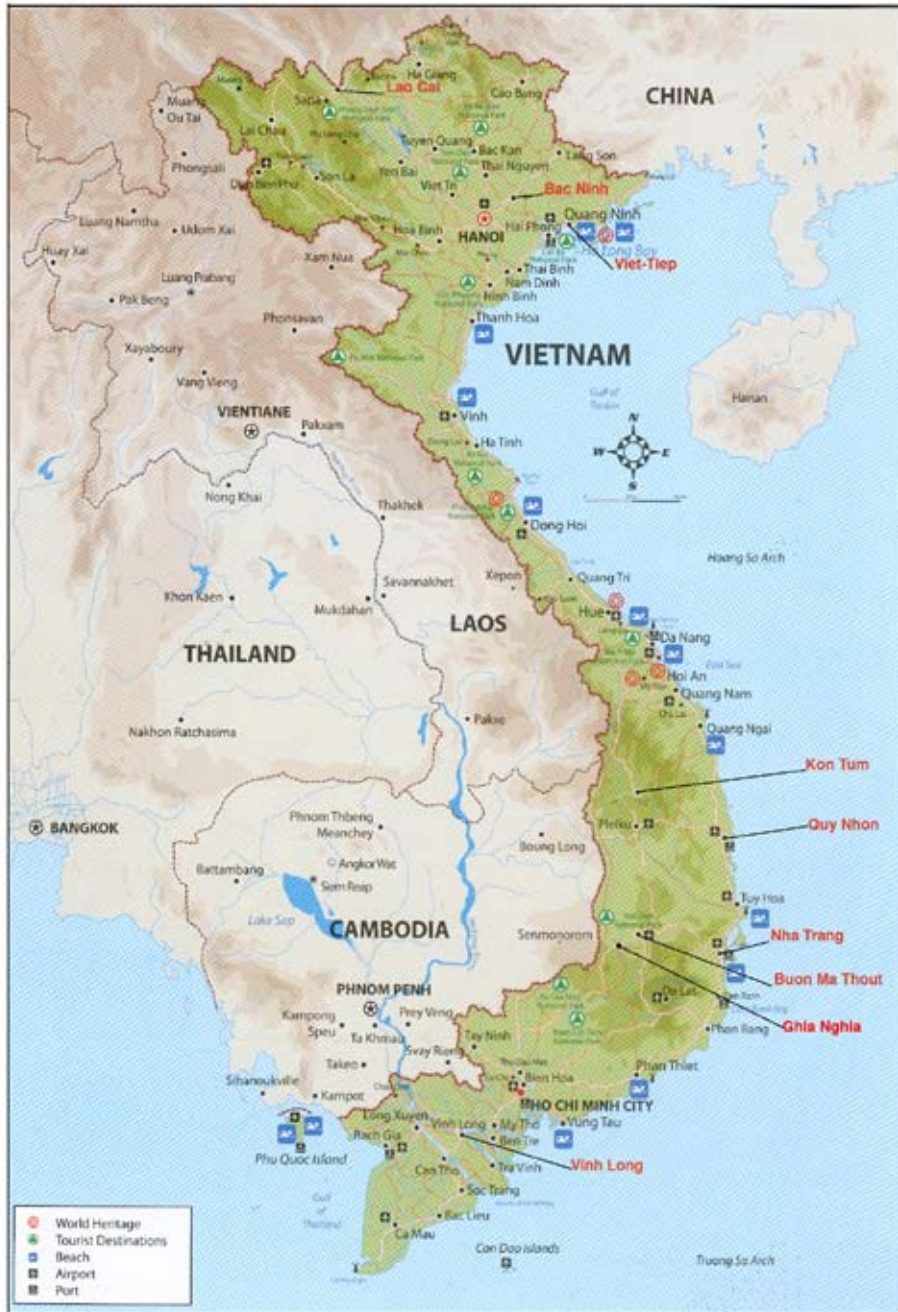 Ha Giang
Lao Cai
Cao Bang
CHINA
Muang
Ou Tai
Sapa
Lai Chau
Tuyen Quang
Bac Kan
Lang Son
Phongsali
Thai Nguyen
Dien Bien Phu
Son La
Yen Bai
Viet Tri
Bac Ninh
Luang Namtha
Udom Xai
Hoa Binh
HANOI
Hai Phong
Quang Ninh
Ha Long Bay
Huay Xai
Xam Nua
Viet-Tiep
Luang Prabang
Thai Binh
Nam Dinh
Ninh Binh
Pak Beng
Phonsavan
Thanh Hoa
Xayaboury
VIETNAM
Vang Vieng
Gulf of
Tonkin
Hainan
VIENTIANE
Vinh
Pakxam
Ha Tinh
N
W
E
S
Nong Khai
Thakhek
Dong Hoi
Hoang Sa Arch
Xepon
Quang Tri
Khon Kaen
Mukdahan
Savannakhet
Hue
LAOS
Da Nang
THAILAND
East Sea
Hoi An
Quang Nam
Chu Lai
Nakhon Ratchasima
Pakse
Quang Ngai
Kon Tum
BANGKOK
Phnom Thbeng
Meanchey
Pleiku
Quy Nhon
Boung Long
Angkor Wat
Battambang
Siem Reap
Tuy Hoa
Lake Sap
CAMBODIA
Senmonorom
Nha Trang
Buon Ma Thout
Da Lat
PHNOM PENH
Ghia Nghia
Kampong
Speu
Prey Veng
Ta Khmau
Tay Ninh
Phan Rang
Svay Rieng
Takeo
Phan Thiet
Sihanoukville
Bien Hoa
Kampot
HO CHI MINH CITY
Long Xuyen
Vinh Long
My Tho
Vung Tau
Rach Gia
Ben Tre
Phu Quoc Island
Vinh Long
Can Tho
Tra Vinh
Soc Trang
Gulf
of
Thailand
Bac Lieu
Ca Mau
Con Dao Islands
Truong Sa Arch
World Heritage
Tourist Destinations
Beach
Airport
Port